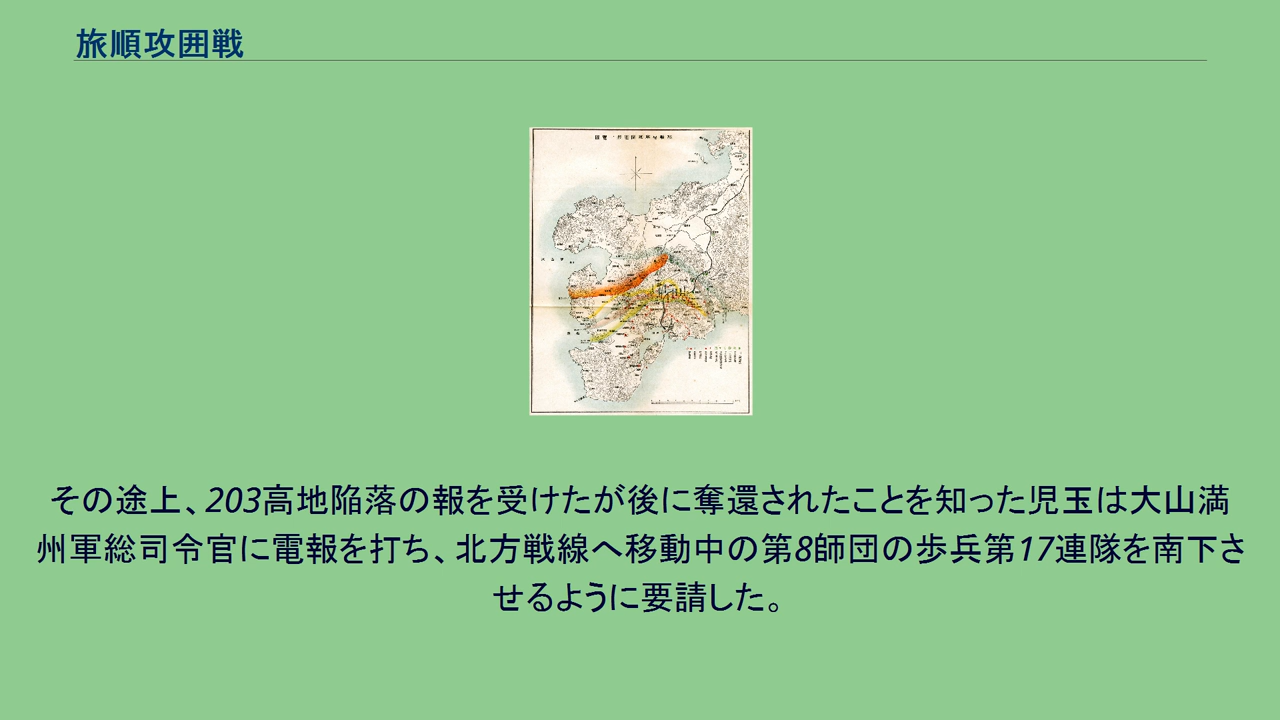 旅順攻囲戦
その途上、203高地陥落の報を受けたが後に奪還されたことを知った児玉は大山満
州軍総司令官に電報を打ち、北方戦線へ移動中の第8師団の歩兵第17連隊を南下さ
せるように要請した。